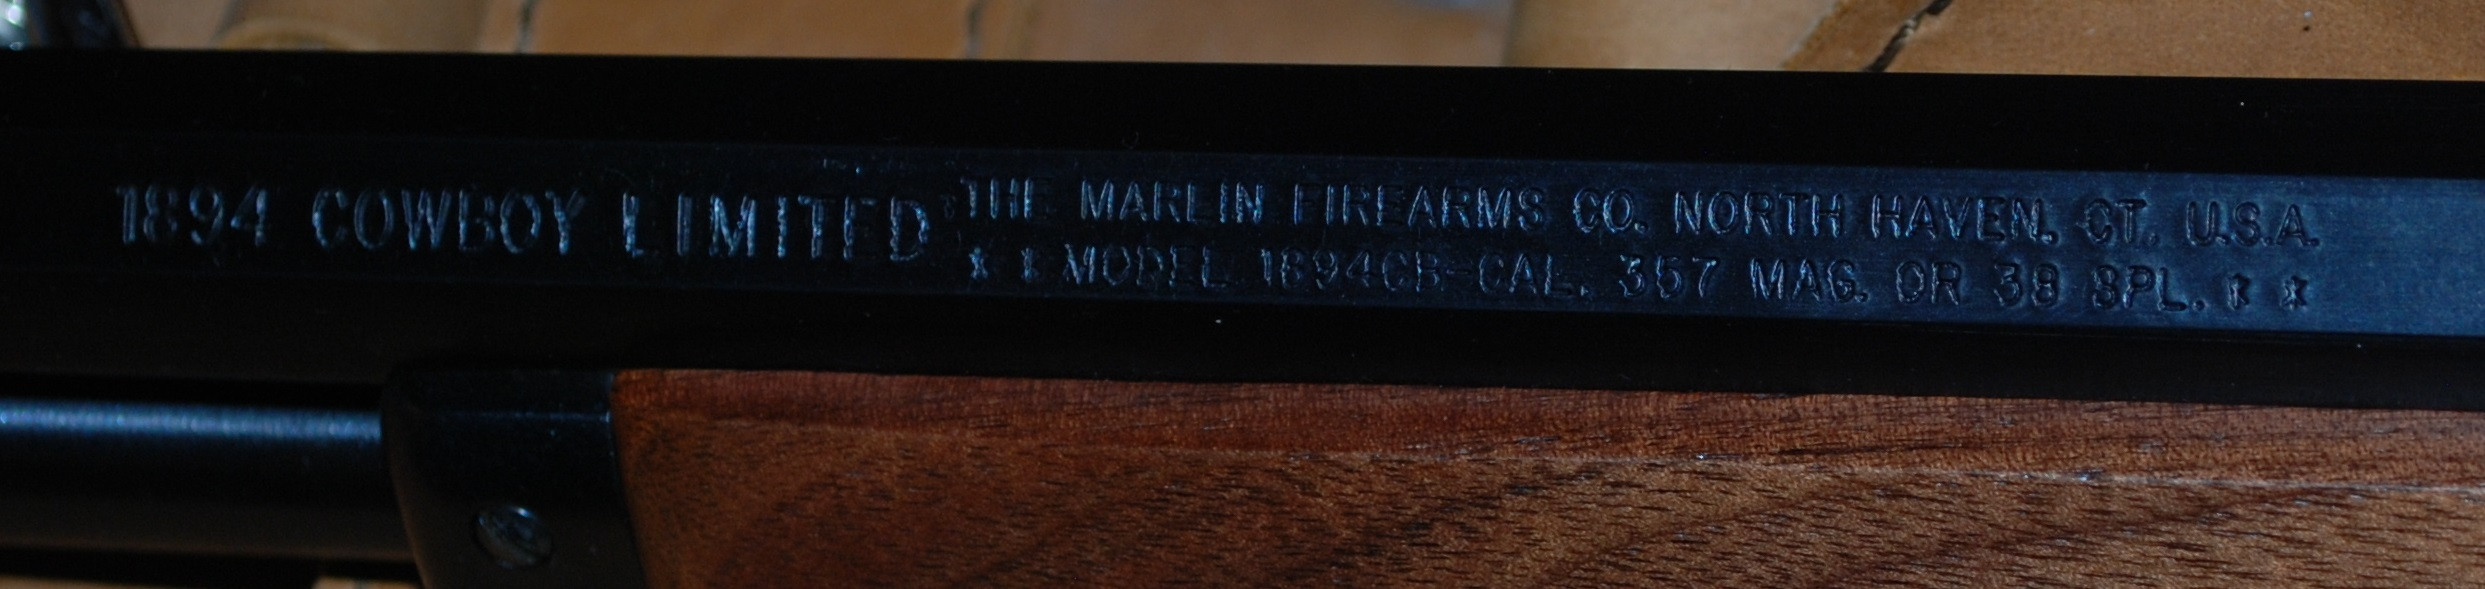 1894 COWBOY LIMITED
THE MARLIN FIREARMS CO. NORTH HAVEN, CT. U.S.A.
* * MODEL 1894CB-CAL. 357 MAG. OR 38 SPL. * *